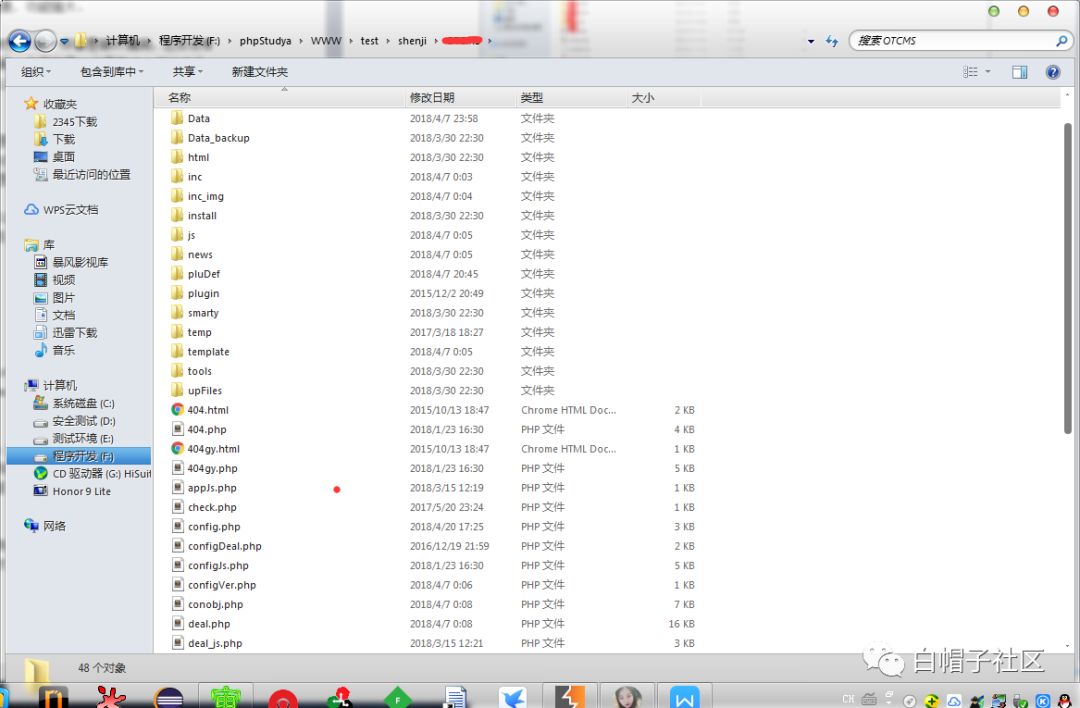 计算机 程序开发 (F:) phpStudya WWW test shenji
搜索 OTCMS
组织 包含到库中 共享 新建文件夹
名称 修改日期 类型 大小
收藏夹
2345下载
下载
桌面
最近访问的位置
WPS云文档
库
暴风影视库
视频
图片
文档
迅雷下载
音乐
计算机
系统磁盘 (C:)
安全测试 (D:)
测试环境 (E:)
程序开发 (F:)
CD 驱动器 (G:) HiSuit
Honor 9 Lite
网络
Data 2018/4/7 23:58 文件夹
Data_backup 2018/3/30 22:30 文件夹
html 2018/3/30 22:30 文件夹
inc 2018/4/7 0:03 文件夹
inc_img 2018/4/7 0:04 文件夹
install 2018/3/30 22:30 文件夹
js 2018/4/7 0:05 文件夹
news 2018/4/7 0:05 文件夹
pluDef 2018/4/7 20:45 文件夹
plugin 2015/12/2 20:49 文件夹
smarty 2018/3/30 22:30 文件夹
temp 2017/3/18 18:27 文件夹
template 2018/4/7 0:05 文件夹
tools 2018/3/30 22:30 文件夹
upFiles 2018/3/30 22:30 文件夹
404.html 2015/10/13 18:47 Chrome HTML Doc... 2 KB
404.php 2018/1/23 16:30 PHP 文件 4 KB
404gy.html 2015/10/13 18:47 Chrome HTML Doc... 1 KB
404gy.php 2018/1/23 16:30 PHP 文件 5 KB
appJs.php 2018/3/15 12:19 PHP 文件 1 KB
check.php 2017/5/20 23:24 PHP 文件 1 KB
config.php 2018/4/20 17:25 PHP 文件 3 KB
configDeal.php 2016/12/19 21:59 PHP 文件 2 KB
configJs.php 2018/1/23 16:30 PHP 文件 5 KB
configVer.php 2018/4/7 0:06 PHP 文件 1 KB
conobj.php 2018/4/7 0:08 PHP 文件 7 KB
deal.php 2018/4/7 0:08 PHP 文件 16 KB
deal_js.php 2018/3/15 12:21 PHP 文件 3 KB
48 个对象
白帽子社区
CH